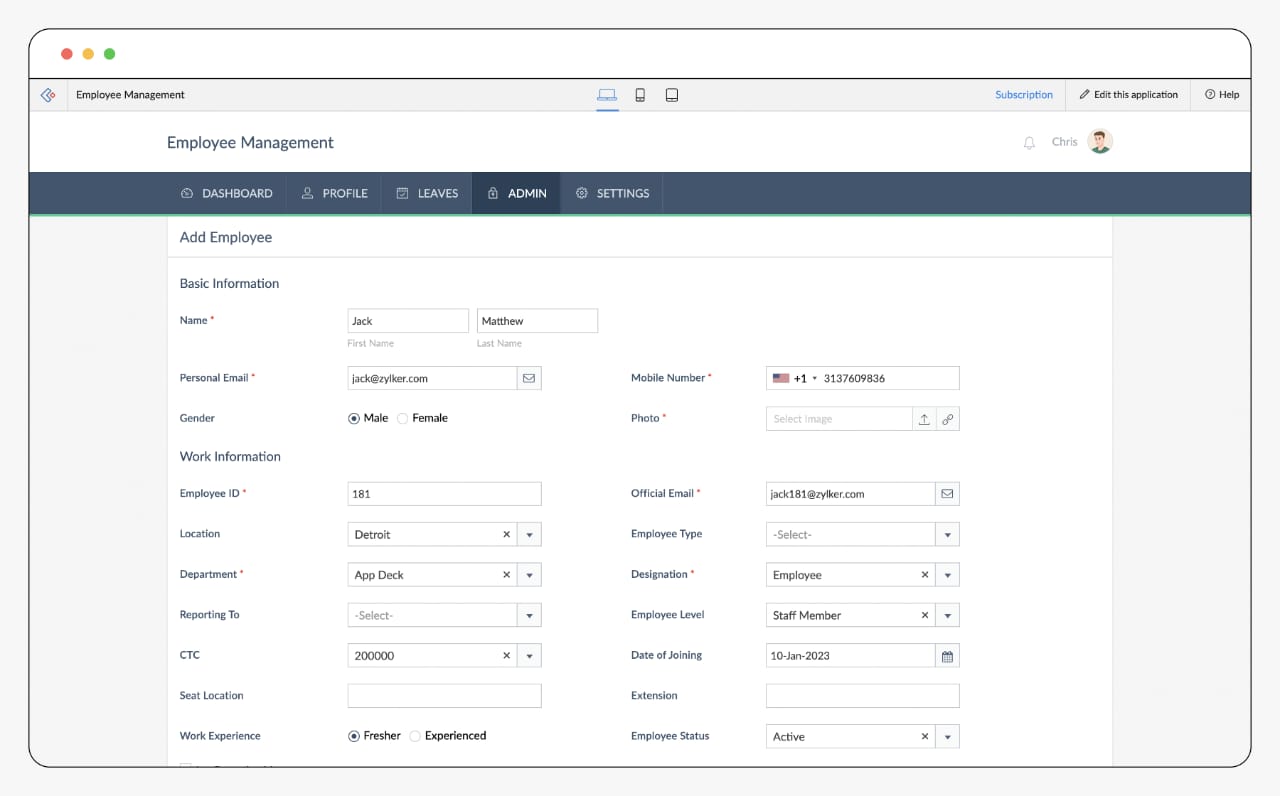 Employee Management
Subscription
Edit this application
Help
Employee Management
Chris
DASHBOARD PROFILE LEAVES ADMIN SETTINGS
Add Employee
Basic Information
Name * Jack Matthew
First Name Last Name
Personal Email * jack@zylker.com Mobile Number * +1 3137609836
Gender Male Female Photo * Select Image
Work Information
Employee ID * 181 Official Email * jack181@zylker.com
Location Detroit Employee Type -Select-
Department * App Deck Designation * Employee
Reporting To -Select- Employee Level Staff Member
CTC 200000 Date of Joining 10-Jan-2023
Seat Location Extension
Work Experience Fresher Experienced Employee Status Active